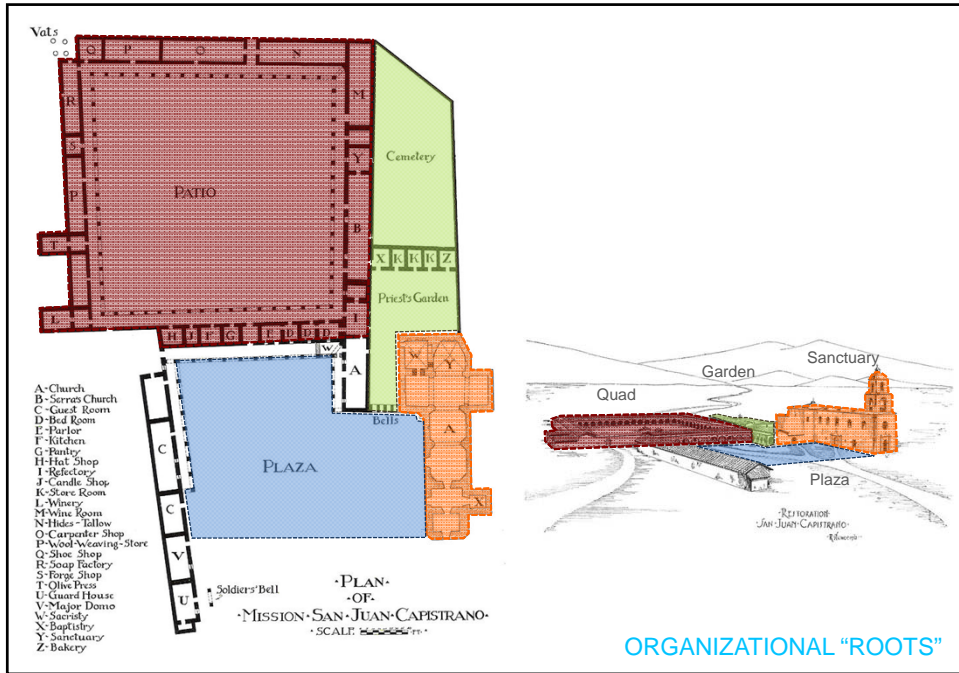 Vats
O P Q N
R
M
S
Y
Cemetery
P
PATIO
B
T
X K K K K Z
Priest's Garden
L
I
H J F G E D D D
W
A
W Y
Bells
A
PLAZA
C
C
X
V
U
Soldiers' Bell
A-Church
B-Serra's Church
C-Guest Room
D-Bed Room
E-Parlor
F-Kitchen
G-Pantry
H-Hat Shop
I-Refectory
J-Candle Shop
K-Store Room
L-Winery
M-Wine Room
N-Hides-Tallow
O-Carpenter Shop
P-Wool-Weaving-Store
Q-Shoe Shop
R-Soap Factory
S-Forge Shop
T-Olive Press
U-Guard House
V-Major Domo
W-Sacristy
X-Baptistry
Y-Sanctuary
Z-Bakery
·PLAN·
·OF·
·MISSION·SAN·JUAN·CAPISTRANO·
·SCALE FT.
Sanctuary
Garden
Quad
Plaza
·RESTORATION
SAN JUAN CAPISTRANO
ORGANIZATIONAL “ROOTS”